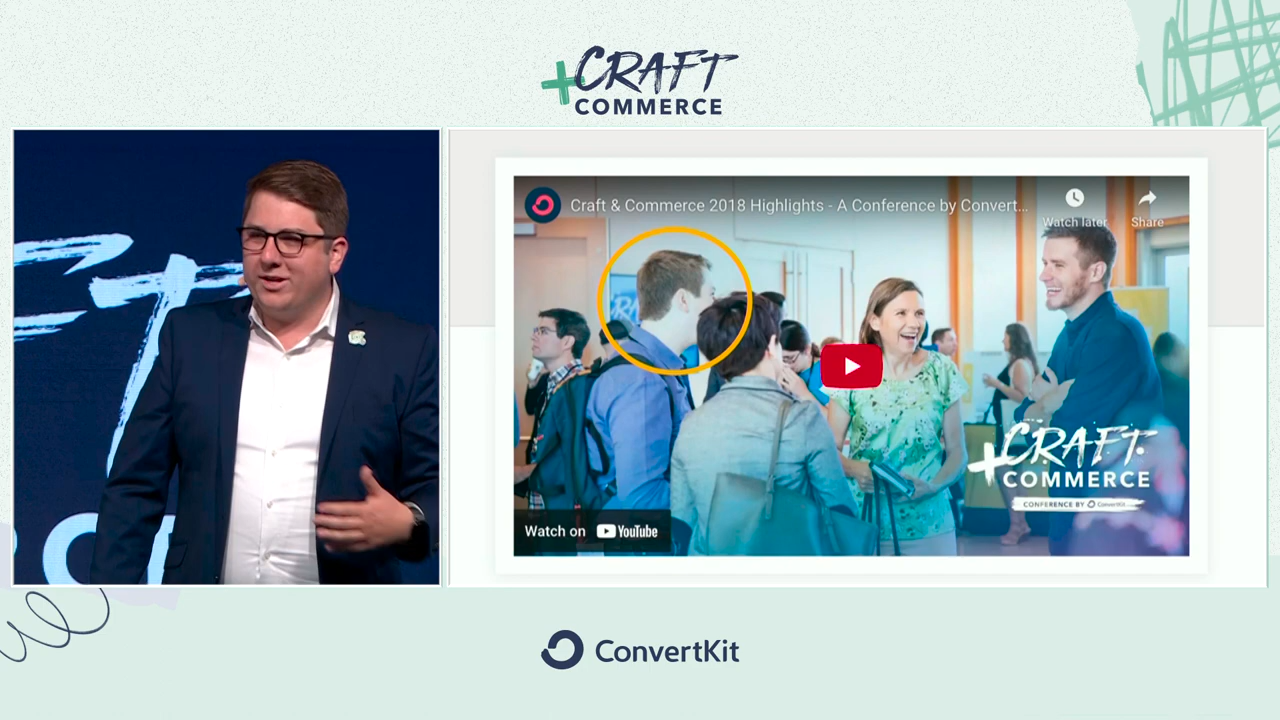 CRAFT
COMMERCE
Craft & Commerce 2018 Highlights - A Conference by Convert...
Watch later
Share
CRAFT
COMMERCE
CONFERENCE BY ConvertKit
Watch on YouTube
ConvertKit